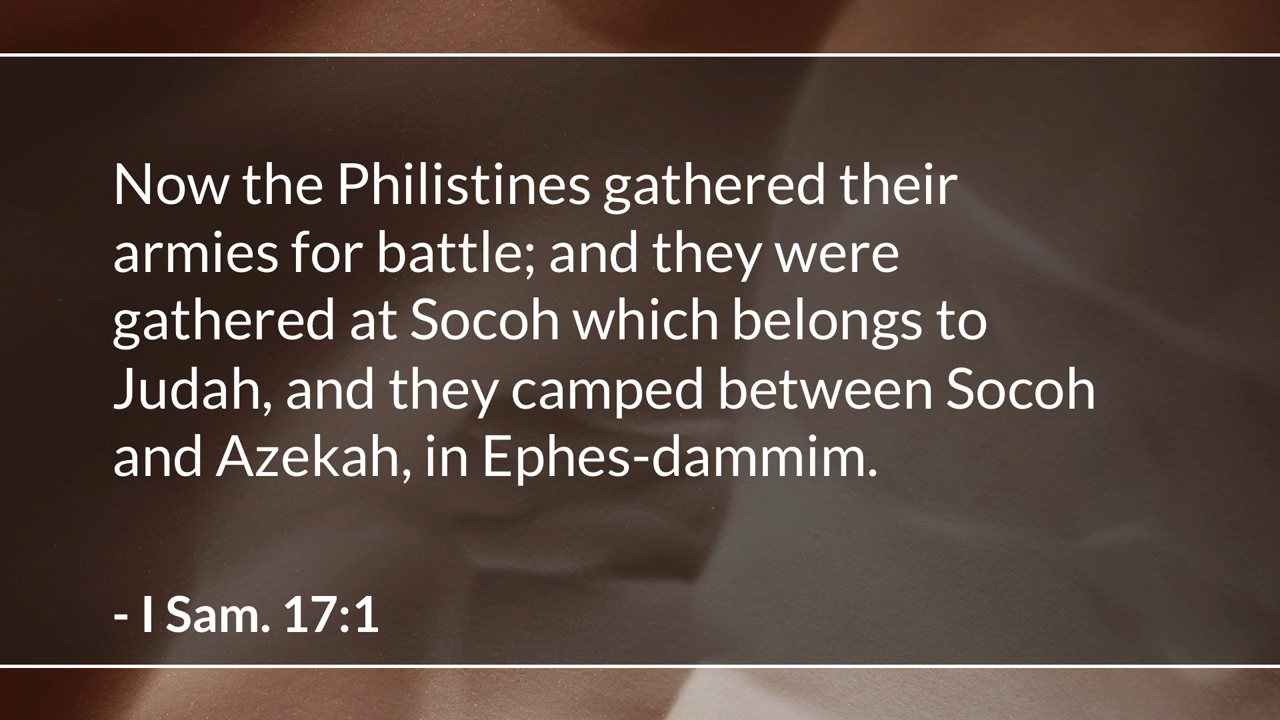 Now the Philistines gathered their
armies for battle; and they were
gathered at Socoh which belongs to
Judah, and they camped between Socoh
and Azekah, in Ephes-dammim.
- I Sam. 17:1